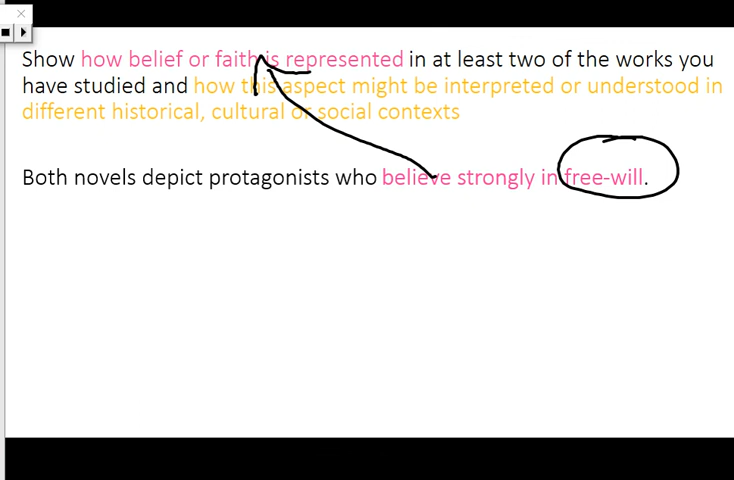 Show how belief or faith is represented in at least two of the works you
have studied and how this aspect might be interpreted or understood in
different historical, cultural or social contexts
Both novels depict protagonists who believe strongly in free-will.